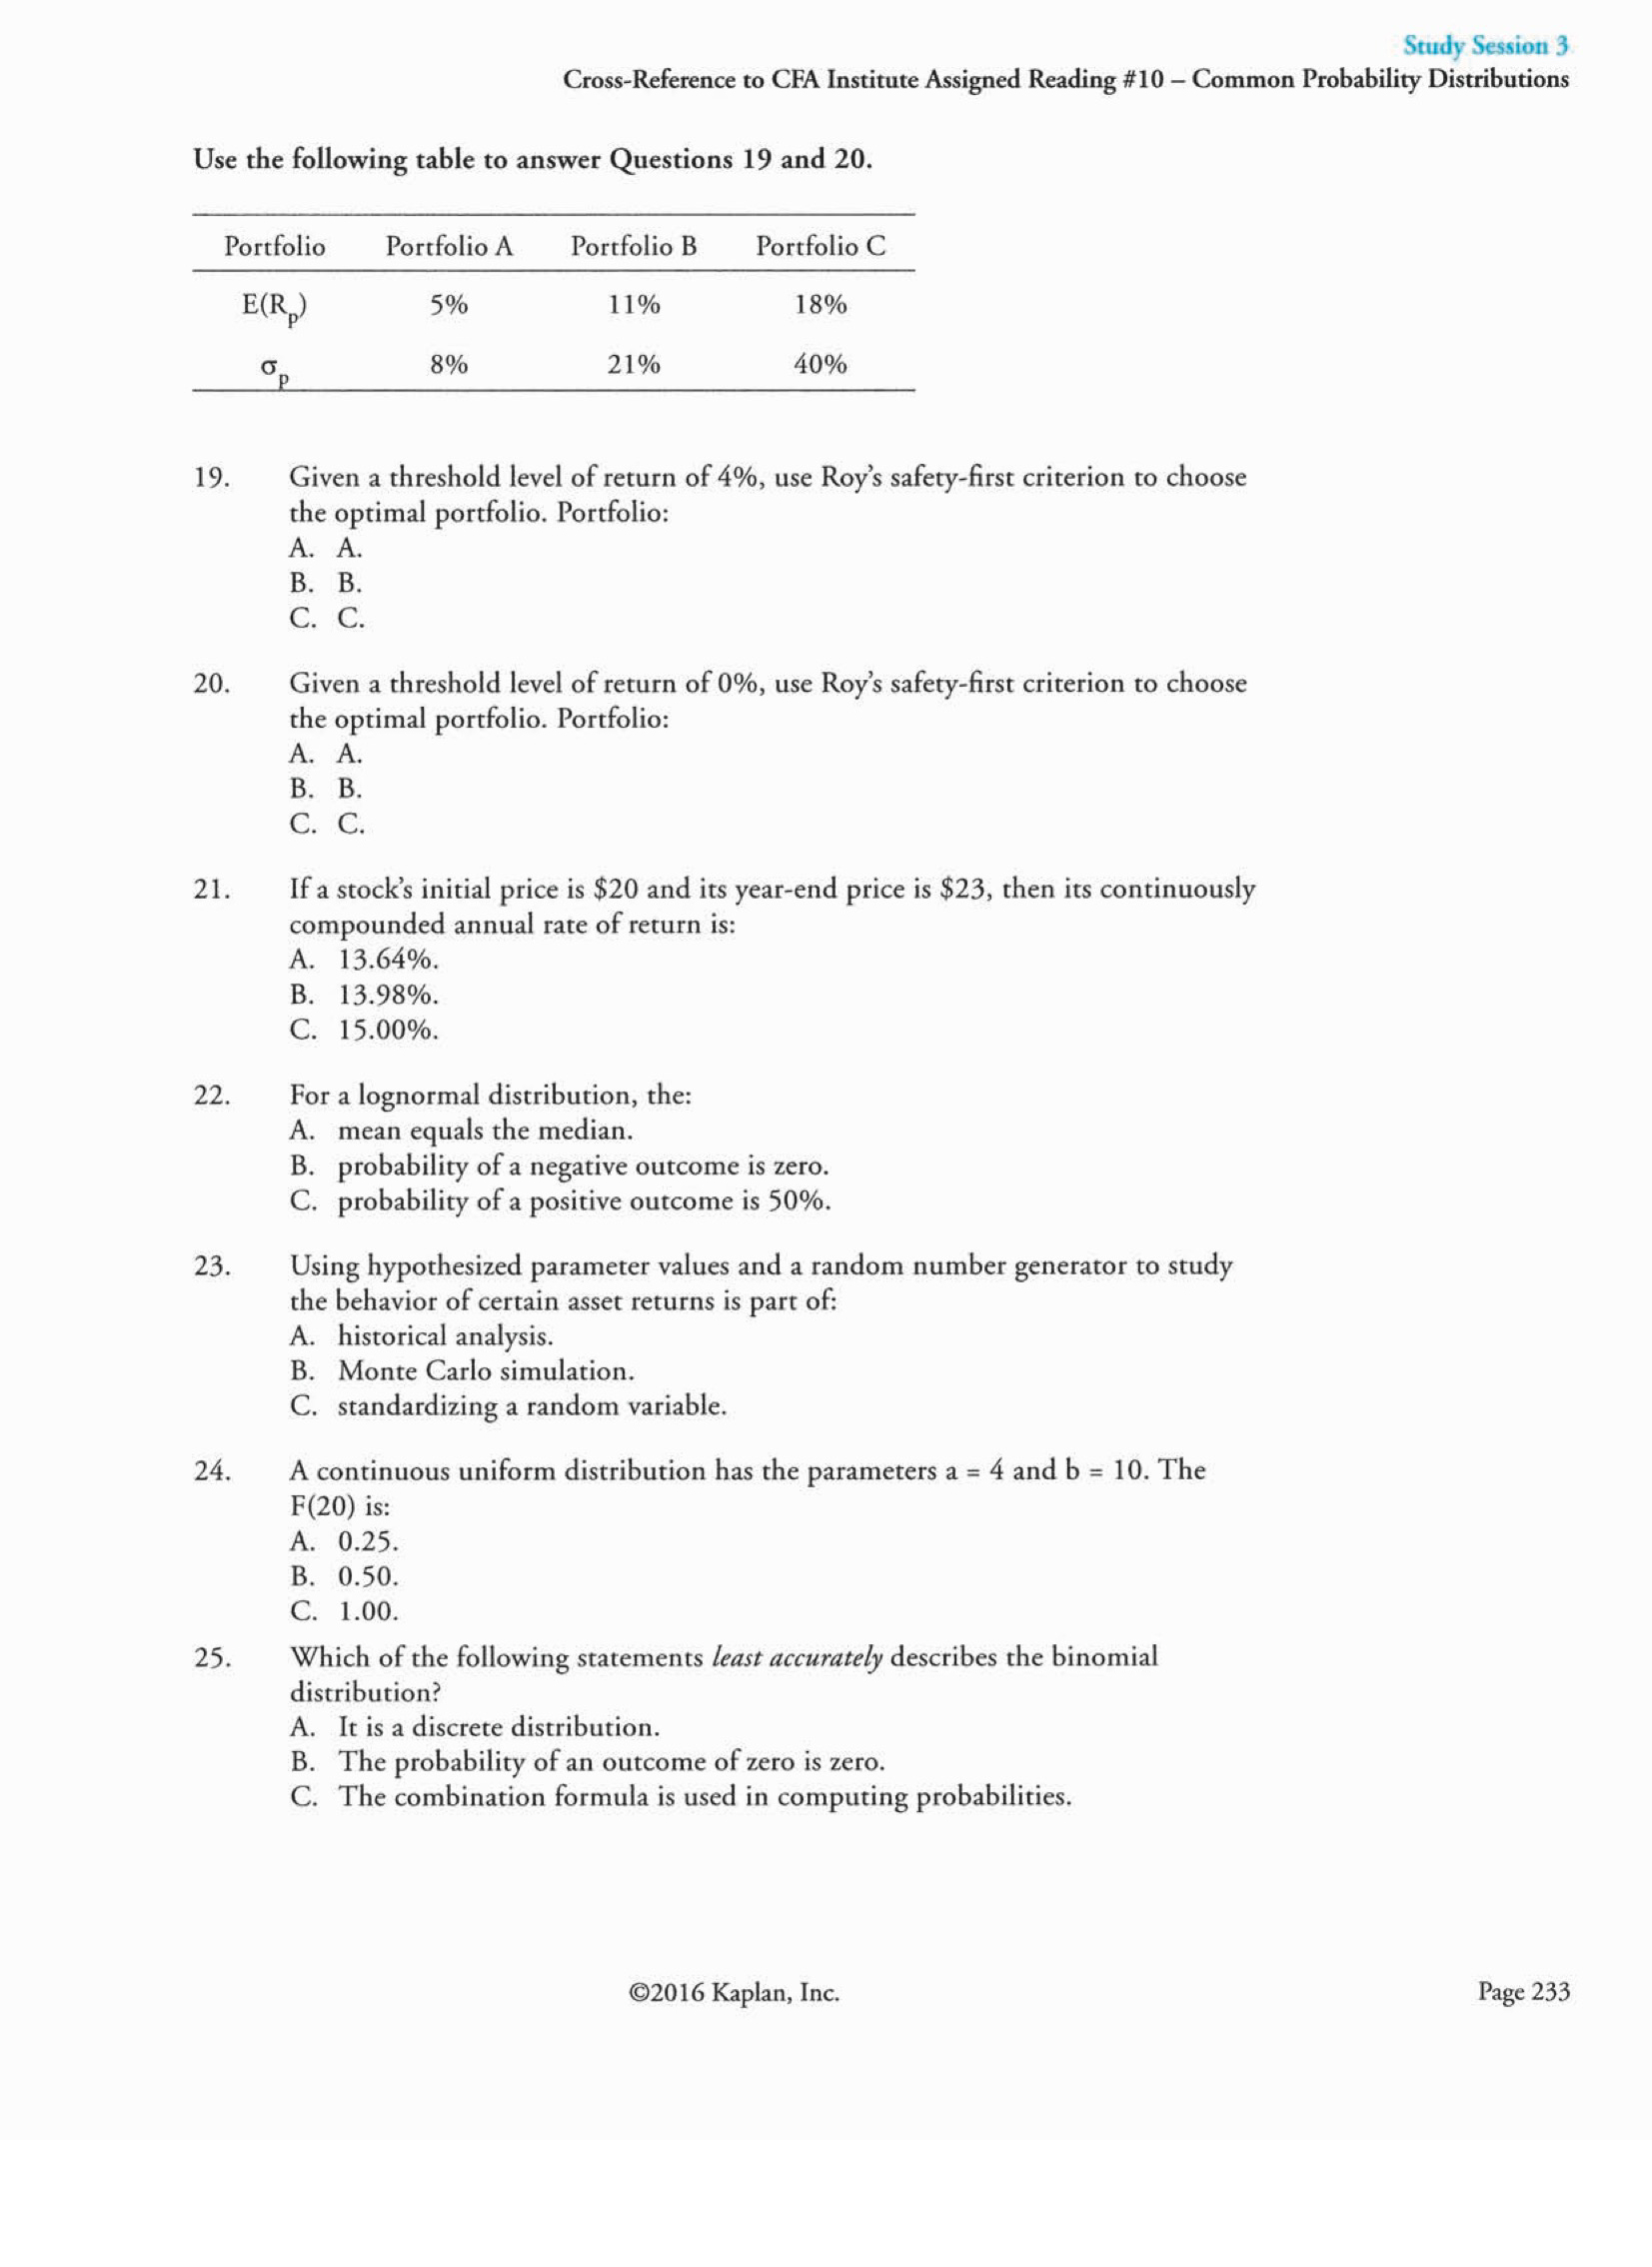 Study Session 3
Cross-Reference to CFA Institute Assigned Reading #10 – Common Probability Distributions
Use the following table to answer Questions 19 and 20.
Portfolio Portfolio A Portfolio B Portfolio C
E(Rp) 5% 11% 18%
σp 8% 21% 40%
19. Given a threshold level of return of 4%, use Roy's safety-first criterion to choose
the optimal portfolio. Portfolio:
A. A.
B. B.
C. C.
20. Given a threshold level of return of 0%, use Roy's safety-first criterion to choose
the optimal portfolio. Portfolio:
A. A.
B. B.
C. C.
21. If a stock's initial price is $20 and its year-end price is $23, then its continuously
compounded annual rate of return is:
A. 13.64%.
B. 13.98%.
C. 15.00%.
22. For a lognormal distribution, the:
A. mean equals the median.
B. probability of a negative outcome is zero.
C. probability of a positive outcome is 50%.
23. Using hypothesized parameter values and a random number generator to study
the behavior of certain asset returns is part of:
A. historical analysis.
B. Monte Carlo simulation.
C. standardizing a random variable.
24. A continuous uniform distribution has the parameters a = 4 and b = 10. The
F(20) is:
A. 0.25.
B. 0.50.
C. 1.00.
25. Which of the following statements least accurately describes the binomial
distribution?
A. It is a discrete distribution.
B. The probability of an outcome of zero is zero.
C. The combination formula is used in computing probabilities.
©2016 Kaplan, Inc. Page 233